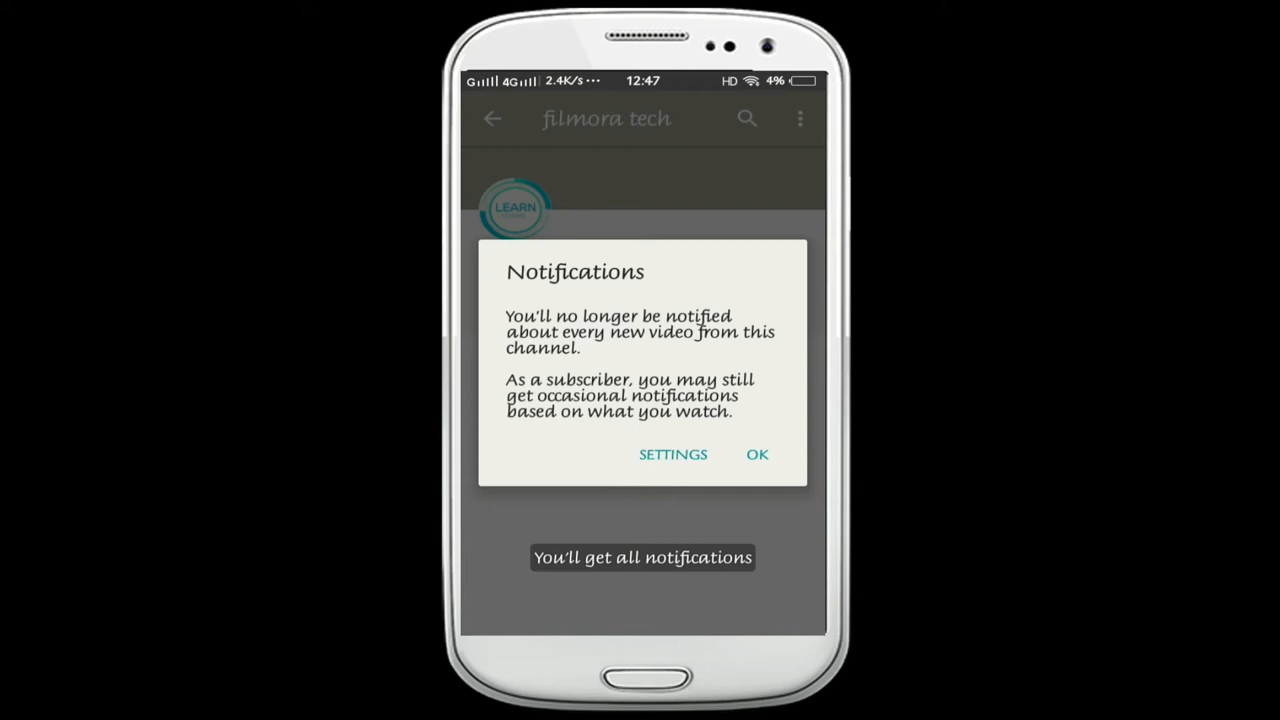 G 4G 2.4K/s ... 12:47 HD 4%
filmora tech
LEARN
Notifications
You'll no longer be notified
about every new video from this
channel.
As a subscriber, you may still
get occasional notifications
based on what you watch.
SETTINGS OK
You'll get all notifications